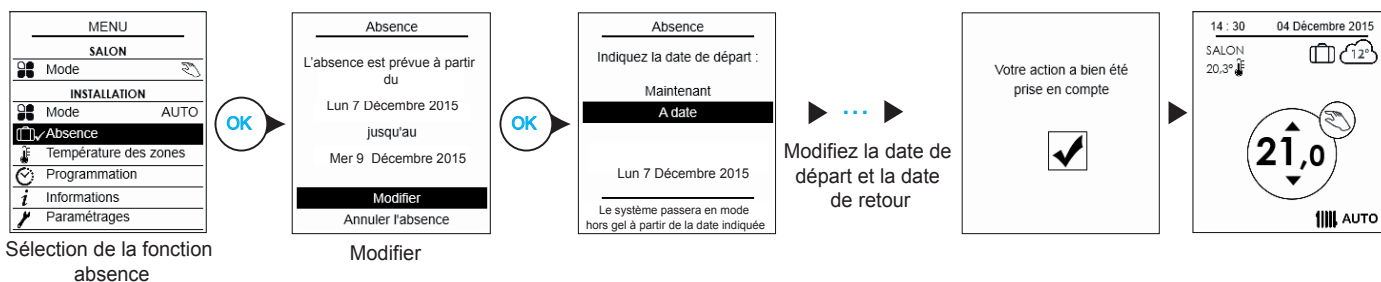 MENU
SALON
Mode
INSTALLATION
Mode AUTO
Absence
Température des zones
Programmation
i Informations
Paramétrages
Sélection de la fonction
absence
OK
Absence
L'absence est prévue à partir
du
Lun 7 Décembre 2015
jusqu'au
Mer 9 Décembre 2015
Modifier
Annuler l'absence
Modifier
OK
Absence
Indiquez la date de départ :
Maintenant
A date
Lun 7 Décembre 2015
Le système passera en mode
hors gel à partir de la date indiquée
...
Modifiez la date de
départ et la date
de retour
Votre action a bien été
prise en compte
14 : 30 04 Décembre 2015
SALON
20,3° 12°
21,0
AUTO